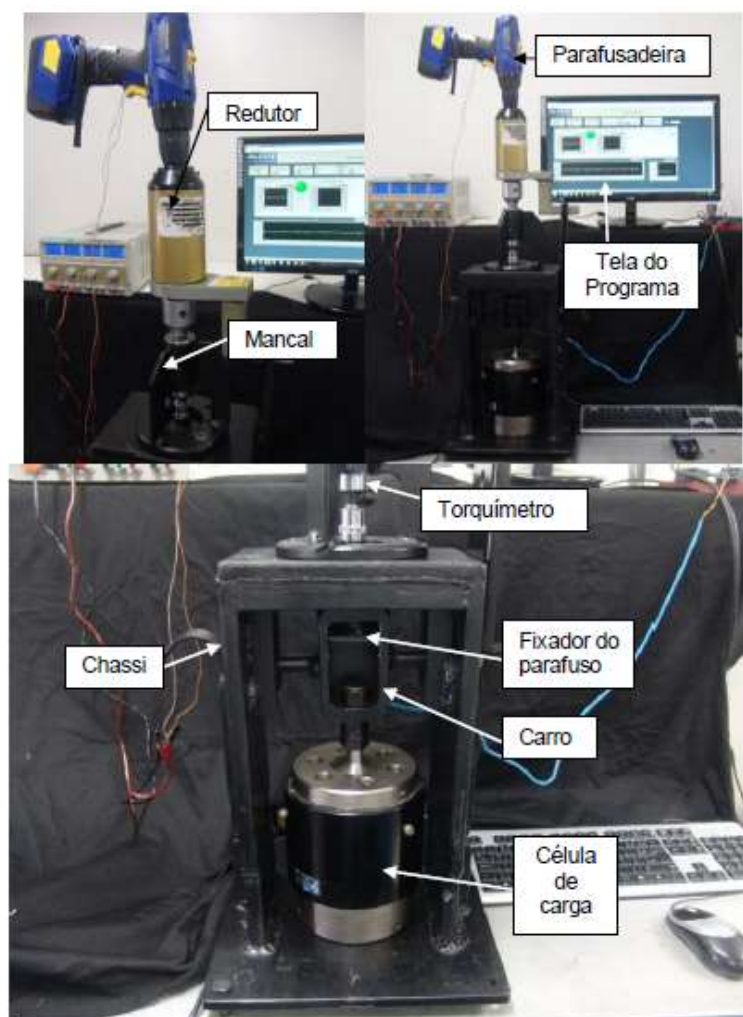 Parafusadeira
Redutor
Tela do
Programa
Mancal
Torquímetro
Fixador do
parafuso
Chassi
Carro
Célula
de
carga